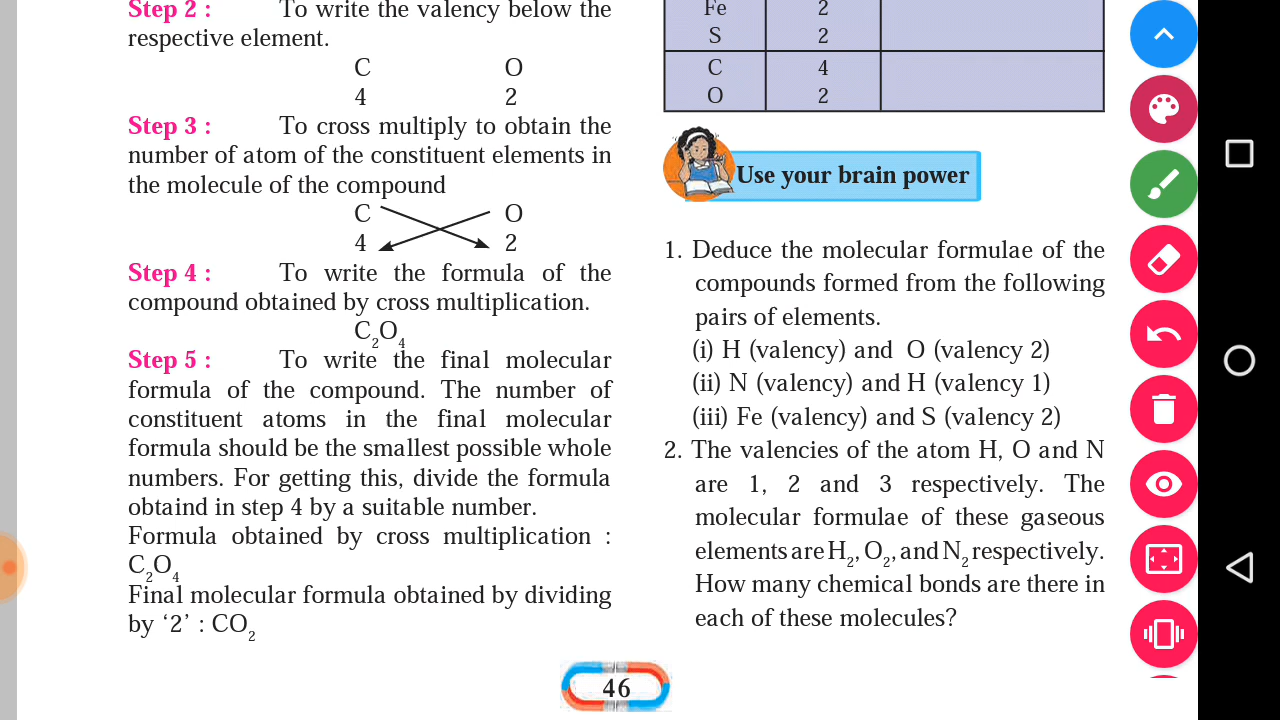 Step 2 : To write the valency below the
respective element.
C O
4 2
Step 3 : To cross multiply to obtain the
number of atom of the constituent elements in
the molecule of the compound
C O
4 2
Step 4 : To write the formula of the
compound obtained by cross multiplication.
C₂O₄
Step 5 : To write the final molecular
formula of the compound. The number of
constituent atoms in the final molecular
formula should be the smallest possible whole
numbers. For getting this, divide the formula
obtaind in step 4 by a suitable number.
Formula obtained by cross multiplication :
C₂O₄
Final molecular formula obtained by dividing
by ‘2’ : CO₂
Fe 2
S 2
C 4
O 2
Use your brain power
1. Deduce the molecular formulae of the
compounds formed from the following
pairs of elements.
(i) H (valency) and O (valency 2)
(ii) N (valency) and H (valency 1)
(iii) Fe (valency) and S (valency 2)
2. The valencies of the atom H, O and N
are 1, 2 and 3 respectively. The
molecular formulae of these gaseous
elements are H₂, O₂, and N₂ respectively.
How many chemical bonds are there in
each of these molecules?
46